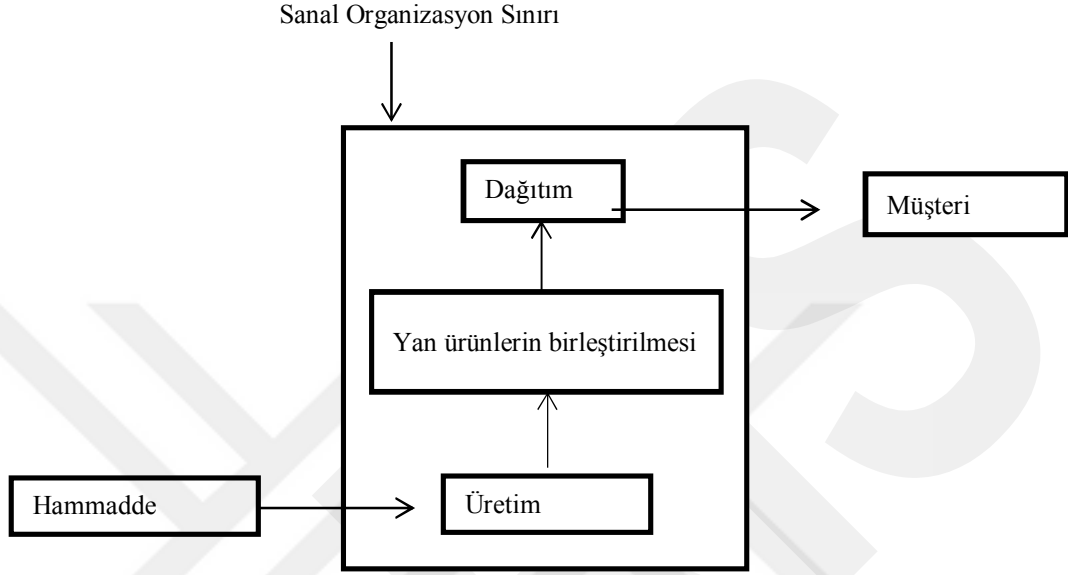 Sanal Organizasyon Sınırı
Dağıtım
Müşteri
Yan ürünlerin birleştirilmesi
Hammadde
Üretim